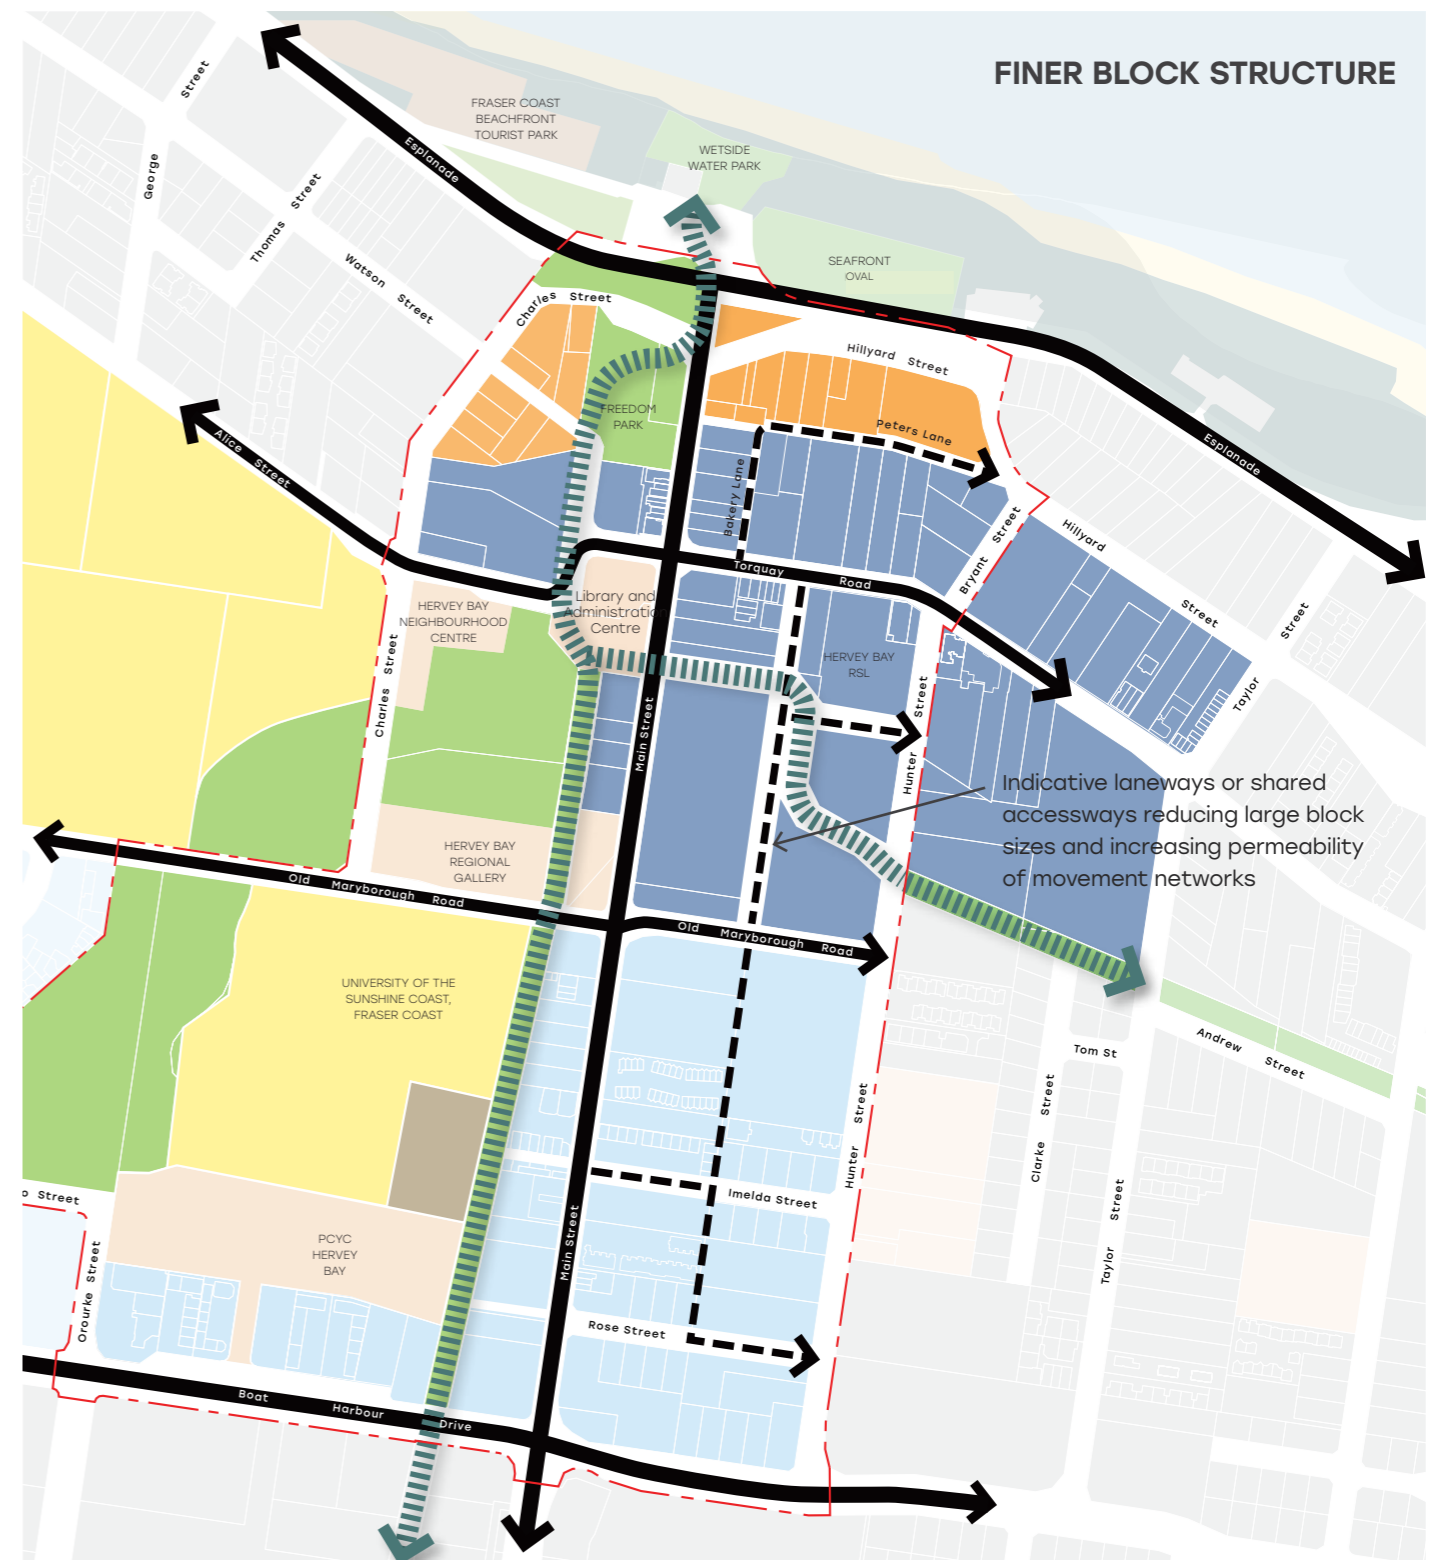 FINER BLOCK STRUCTURE
FRASER COAST
BEACHFRONT
TOURIST PARK
WETSIDE
WATER PARK
SEAFRONT
OVAL
Street
George
Esplanade
Thomas Street
Watson Street
Charles Street
Hillyard Street
Peters Lane
FREEDOM
PARK
Alice Street
Bakery Lane
Esplanade
Torquay Road
Bryant Street
Hillyard Street
Taylor Street
HERVEY BAY
NEIGHBOURHOOD
CENTRE
Library and
Administration
Centre
HERVEY BAY
RSL
Charles Street
Main Street
Hunter Street
Indicative laneways or shared
accessways reducing large block
sizes and increasing permeability
of movement networks
HERVEY BAY
REGIONAL
GALLERY
Old Maryborough Road
Old Maryborough Road
UNIVERSITY OF THE
SUNSHINE COAST,
FRASER COAST
Tom St
Andrew Street
Clarke Street
Hunter Street
Taylor Street
Imelda Street
o Street
PCYC
HERVEY
BAY
Orourke Street
Main Street
Rose Street
Boat Harbour Drive